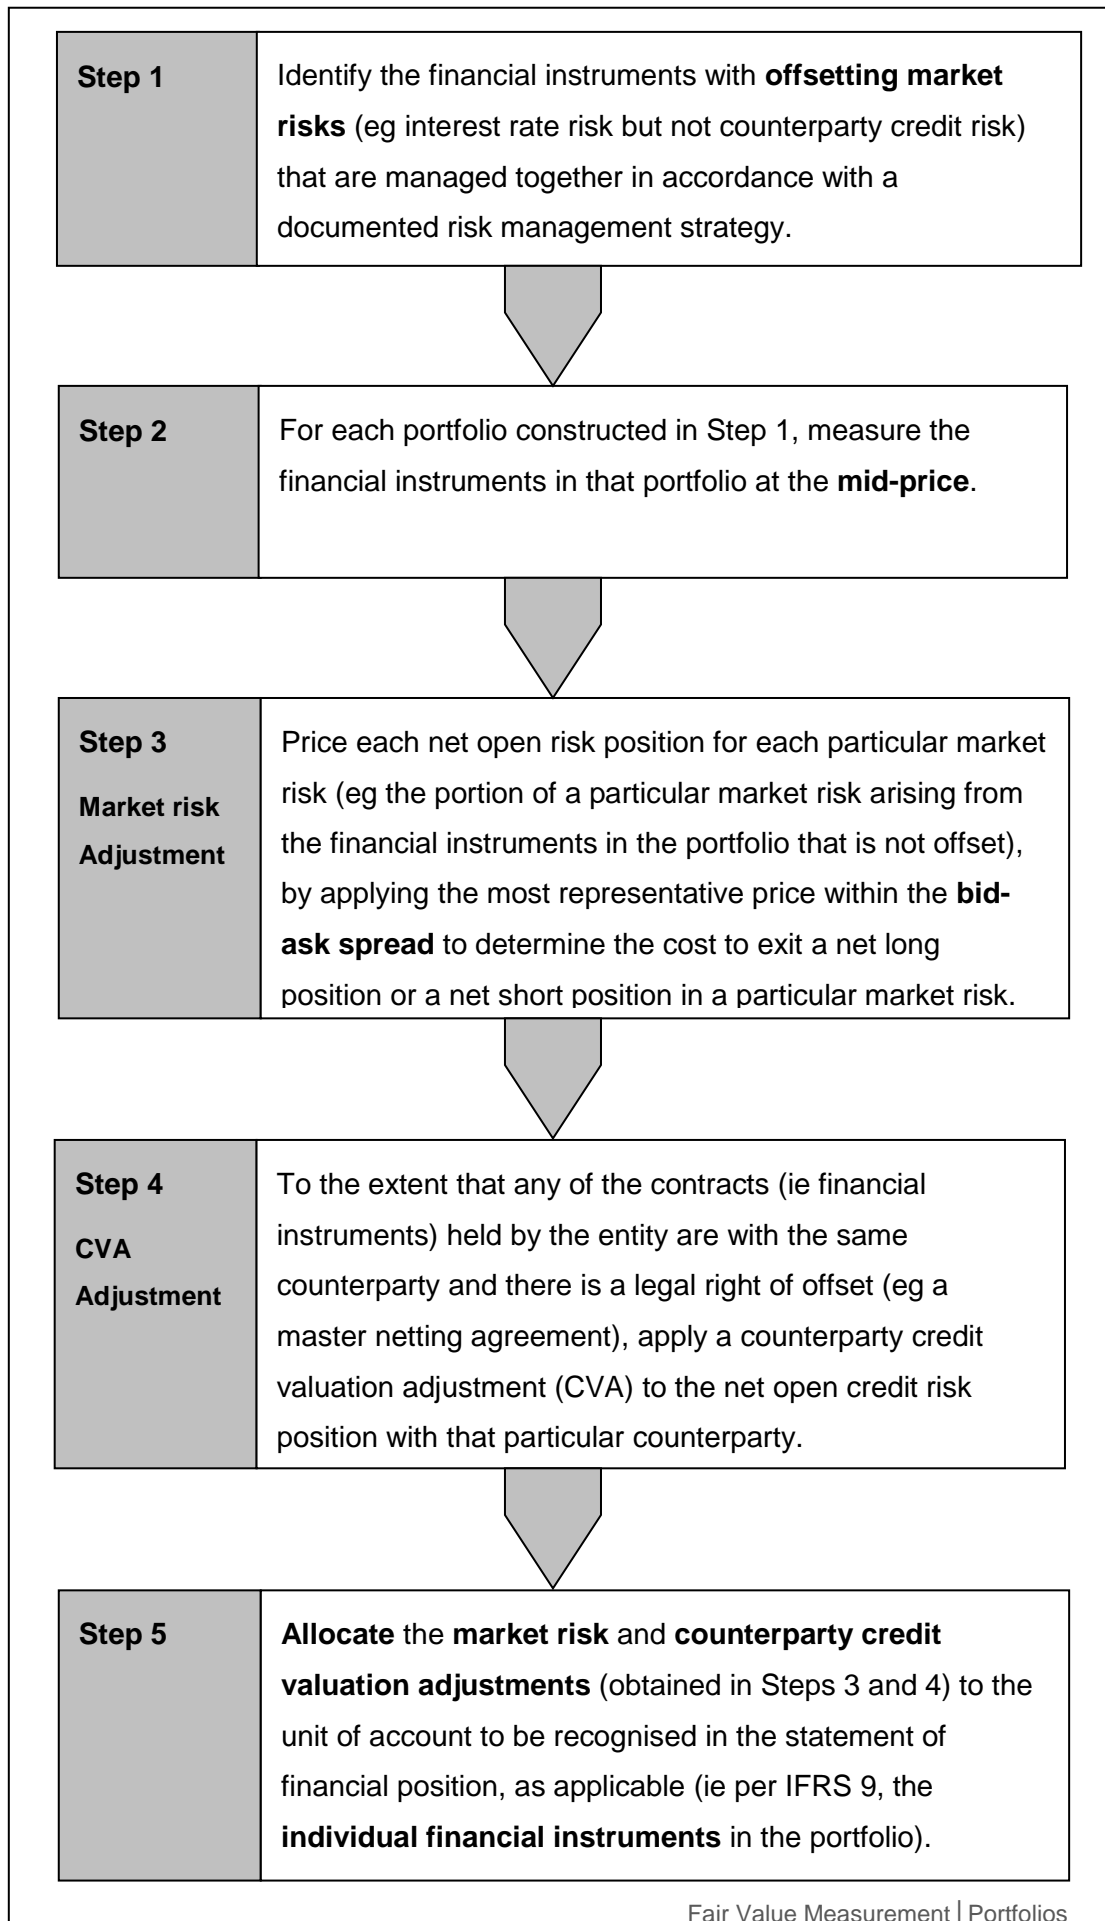 Step 1
Identify the financial instruments with offsetting market
risks (eg interest rate risk but not counterparty credit risk)
that are managed together in accordance with a
documented risk management strategy.
Step 2
For each portfolio constructed in Step 1, measure the
financial instruments in that portfolio at the mid-price.
Step 3
Market risk
Adjustment
Price each net open risk position for each particular market
risk (eg the portion of a particular market risk arising from
the financial instruments in the portfolio that is not offset),
by applying the most representative price within the bid-
ask spread to determine the cost to exit a net long
position or a net short position in a particular market risk.
Step 4
CVA
Adjustment
To the extent that any of the contracts (ie financial
instruments) held by the entity are with the same
counterparty and there is a legal right of offset (eg a
master netting agreement), apply a counterparty credit
valuation adjustment (CVA) to the net open credit risk
position with that particular counterparty.
Step 5
Allocate the market risk and counterparty credit
valuation adjustments (obtained in Steps 3 and 4) to the
unit of account to be recognised in the statement of
financial position, as applicable (ie per IFRS 9, the
individual financial instruments in the portfolio).
Fair Value Measurement | Portfolios